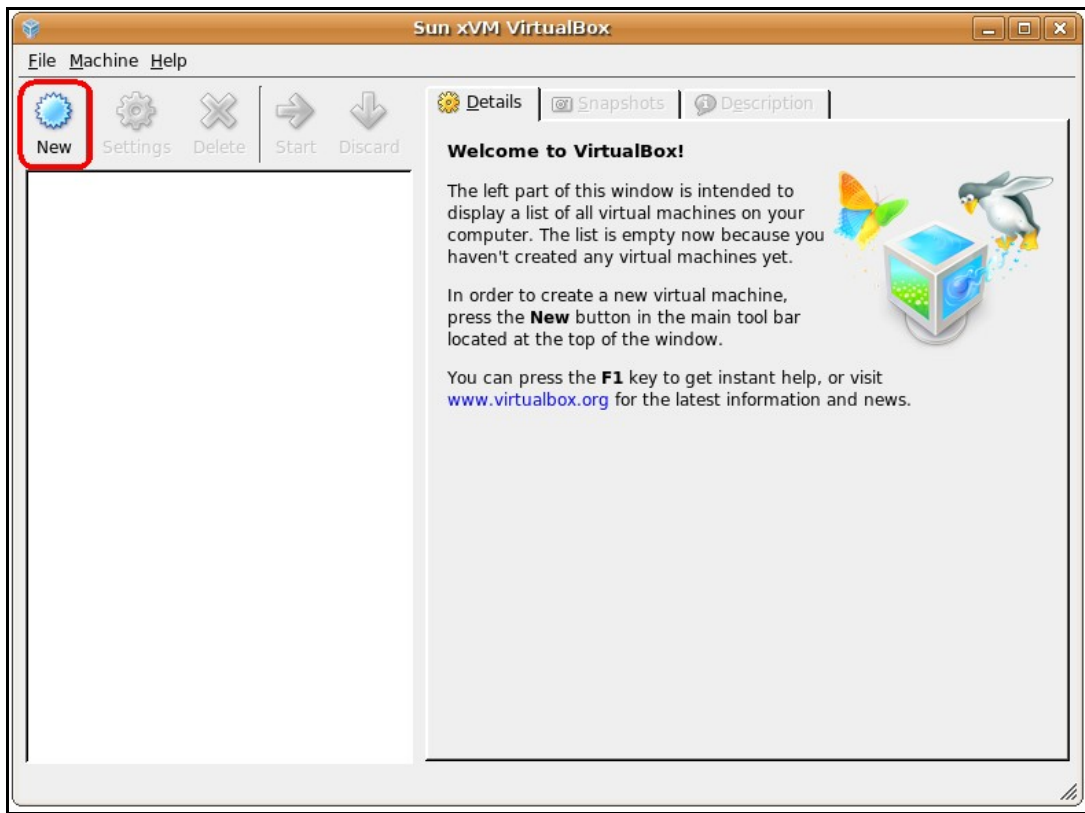 Sun xVM VirtualBox
File Machine Help
New Settings Delete Start Discard
Details Snapshots Description
Welcome to VirtualBox!
The left part of this window is intended to
display a list of all virtual machines on your
computer. The list is empty now because you
haven't created any virtual machines yet.
In order to create a new virtual machine,
press the New button in the main tool bar
located at the top of the window.
You can press the F1 key to get instant help, or visit
www.virtualbox.org for the latest information and news.